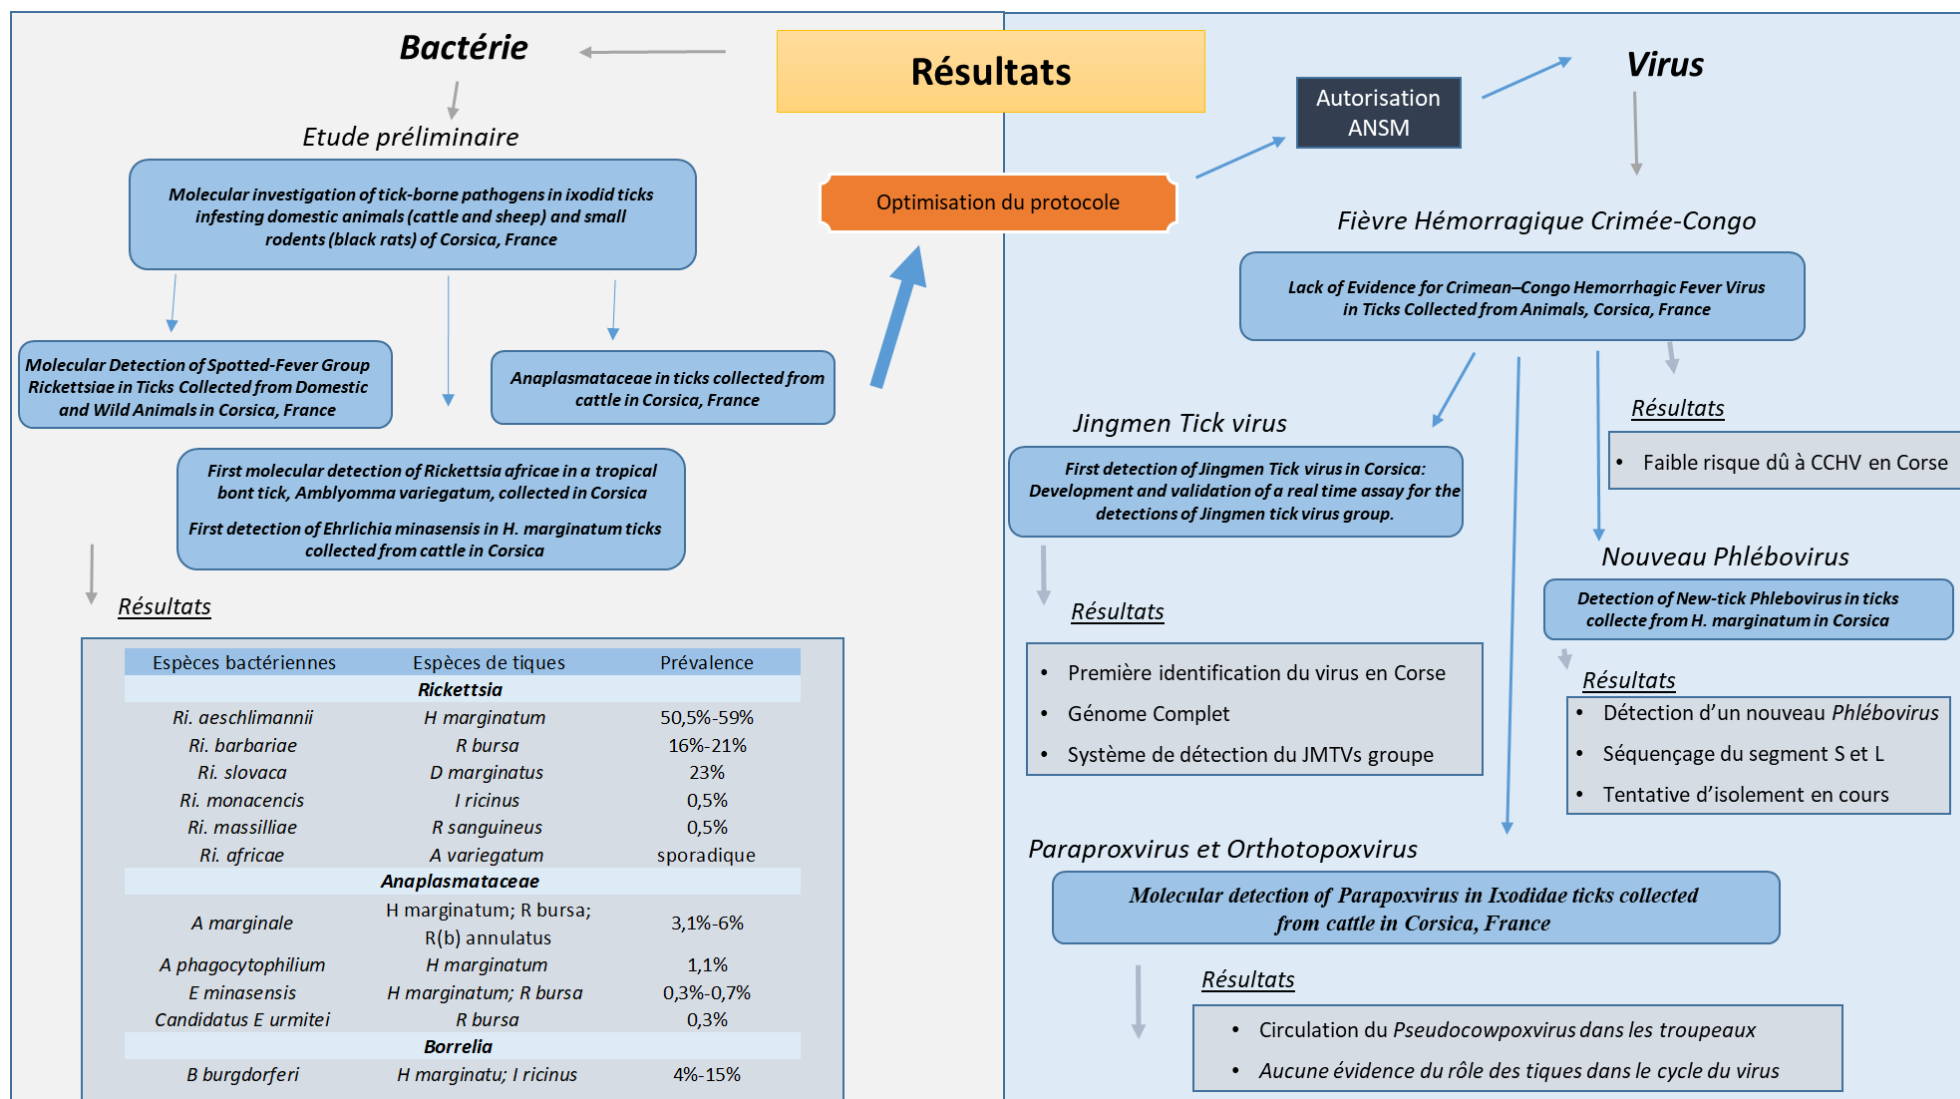 Résultats
Bactérie
Etude préliminaire
Molecular investigation of tick-borne pathogens in ixodid ticks
infesting domestic animals (cattle and sheep) and small
rodents (black rats) of Corsica, France
Molecular Detection of Spotted-Fever Group
Rickettsiae in Ticks Collected from Domestic
and Wild Animals in Corsica, France
Anaplasmataceae in ticks collected from
cattle in Corsica, France
First molecular detection of Rickettsia africae in a tropical
bont tick, Amblyomma variegatum, collected in Corsica
First detection of Ehrlichia minasensis in H. marginatum ticks
collected from cattle in Corsica
Résultats
Espèces bactériennes Espèces de tiques Prévalence
Rickettsia
Ri. aeschlimannii H marginatum 50,5%-59%
Ri. barbariae R bursa 16%-21%
Ri. slovaca D marginatus 23%
Ri. monacencis I ricinus 0,5%
Ri. massilliae R sanguineus 0,5%
Ri. africae A variegatum sporadique
Anaplasmataceae
A marginale H marginatum; R bursa; 3,1%-6%
R(b) annulatus
A phagocytophilium H marginatum 1,1%
E minasensis H marginatum; R bursa 0,3%-0,7%
Candidatus E urmitei R bursa 0,3%
Borrelia
B burgdorferi H marginatu; I ricinus 4%-15%
Optimisation du protocole
Autorisation
ANSM
Virus
Fièvre Hémorragique Crimée-Congo
Lack of Evidence for Crimean–Congo Hemorrhagic Fever Virus
in Ticks Collected from Animals, Corsica, France
Résultats
• Faible risque dû à CCHV en Corse
Jingmen Tick virus
First detection of Jingmen Tick virus in Corsica:
Development and validation of a real time assay for the
detections of Jingmen tick virus group.
Résultats
• Première identification du virus en Corse
• Génome Complet
• Système de détection du JMTVs groupe
Nouveau Phlébovirus
Detection of New-tick Phlebovirus in ticks
collecte from H. marginatum in Corsica
Résultats
• Détection d’un nouveau Phlébovirus
• Séquençage du segment S et L
• Tentative d’isolement en cours
Paraproxvirus et Orthotopoxvirus
Molecular detection of Parapoxvirus in Ixodidae ticks collected
from cattle in Corsica, France
Résultats
• Circulation du Pseudocowpoxvirus dans les troupeaux
• Aucune évidence du rôle des tiques dans le cycle du virus